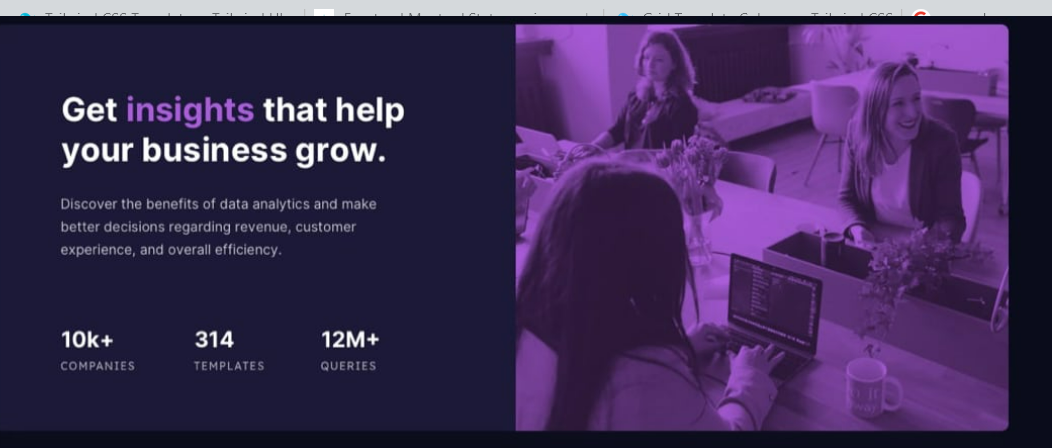 Get insights that help
your business grow.
Discover the benefits of data analytics and make
better decisions regarding revenue, customer
experience, and overall efficiency.
10k+ 314 12M+
COMPANIES TEMPLATES QUERIES